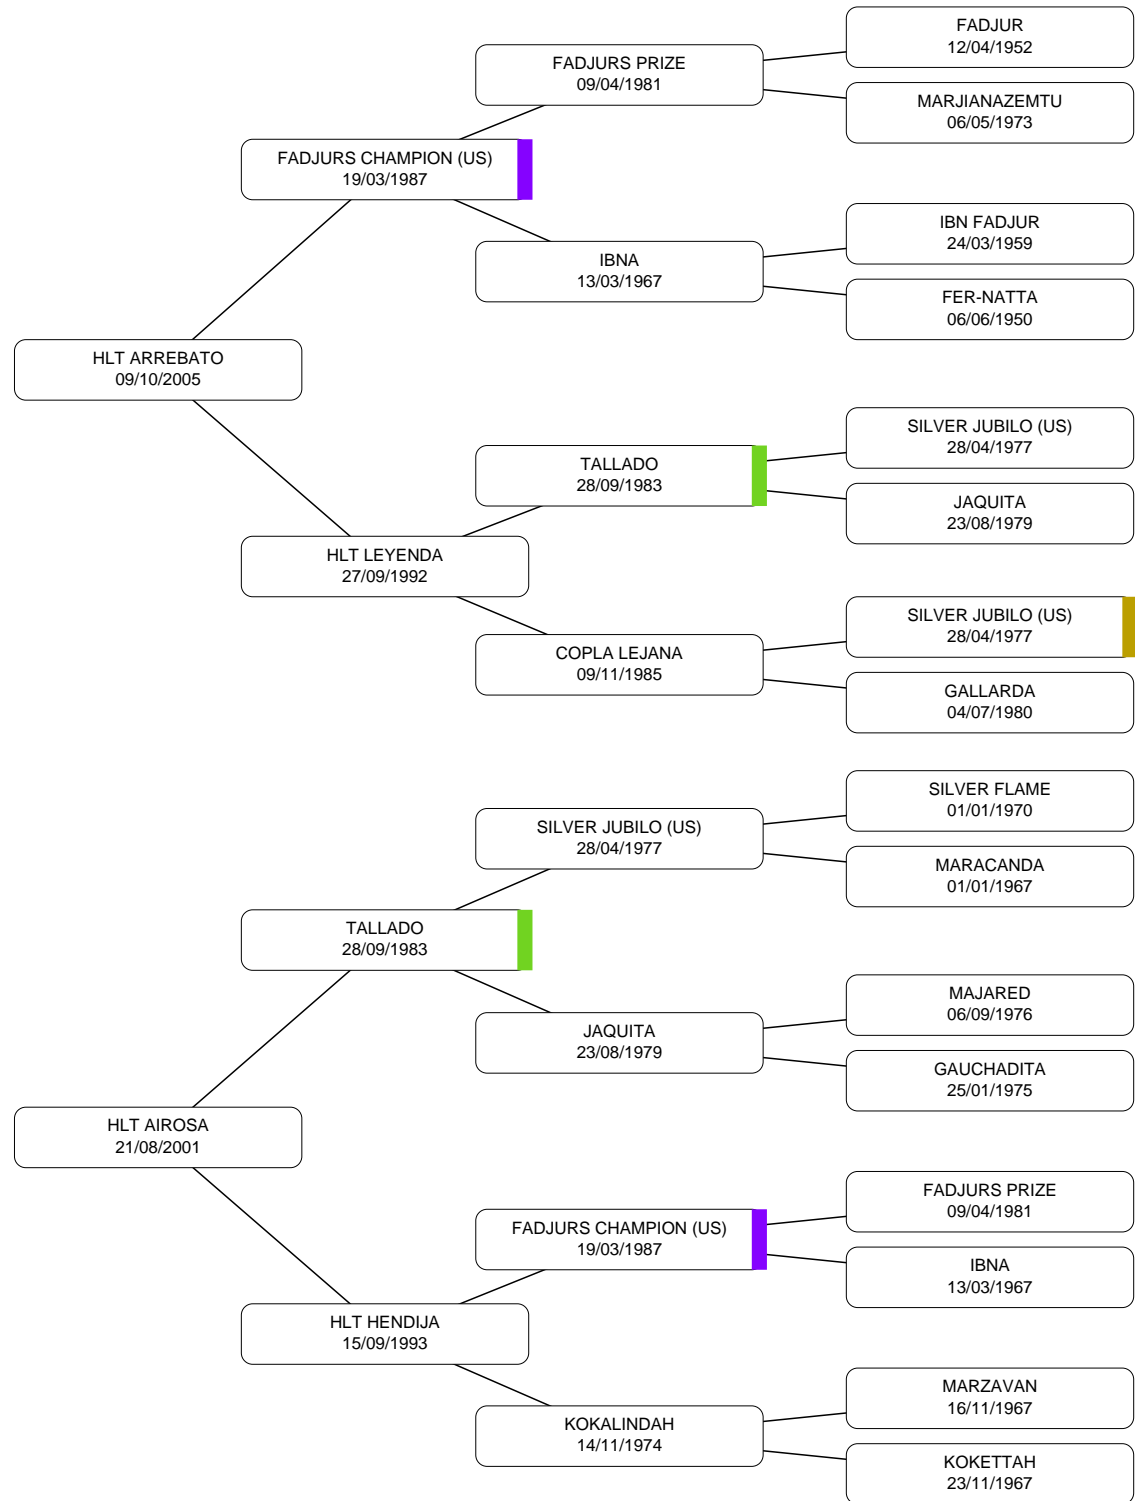 FADJUR
12/04/1952
FADJURS PRIZE
09/04/1981
MARJIANAZEMTU
06/05/1973
FADJURS CHAMPION (US)
19/03/1987
IBN FADJUR
24/03/1959
IBNA
13/03/1967
FER-NATTA
06/06/1950
HLT ARREBATO
09/10/2005
SILVER JUBILO (US)
28/04/1977
TALLADO
28/09/1983
JAQUITA
23/08/1979
HLT LEYENDA
27/09/1992
SILVER JUBILO (US)
28/04/1977
COPLA LEJANA
09/11/1985
GALLARDA
04/07/1980
SILVER FLAME
01/01/1970
SILVER JUBILO (US)
28/04/1977
MARACANDA
01/01/1967
TALLADO
28/09/1983
MAJARED
06/09/1976
JAQUITA
23/08/1979
GAUCHADITA
25/01/1975
HLT AIROSA
21/08/2001
FADJURS PRIZE
09/04/1981
FADJURS CHAMPION (US)
19/03/1987
IBNA
13/03/1967
HLT HENDIJA
15/09/1993
MARZAVAN
16/11/1967
KOKALINDAH
14/11/1974
KOKETTAH
23/11/1967